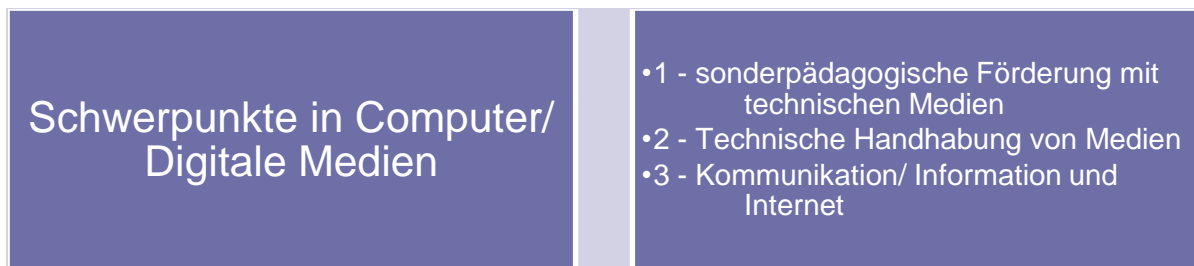 Schwerpunkte in Computer/
Digitale Medien
•1 - sonderpädagogische Förderung mit
technischen Medien
•2 - Technische Handhabung von Medien
•3 - Kommunikation/ Information und
Internet